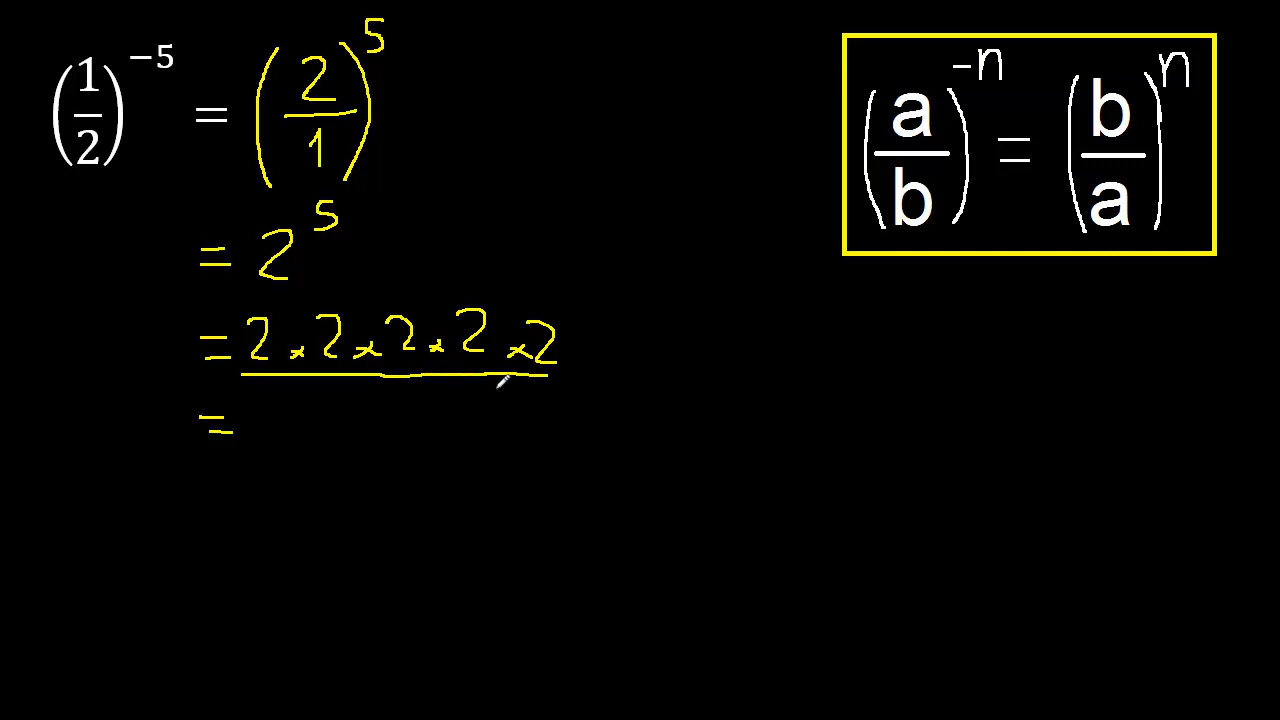 (1/2)^−5 = (2/1)^5
= 2^5
= 2 × 2 × 2 × 2 × 2
=
(a/b)^-n = (b/a)^n